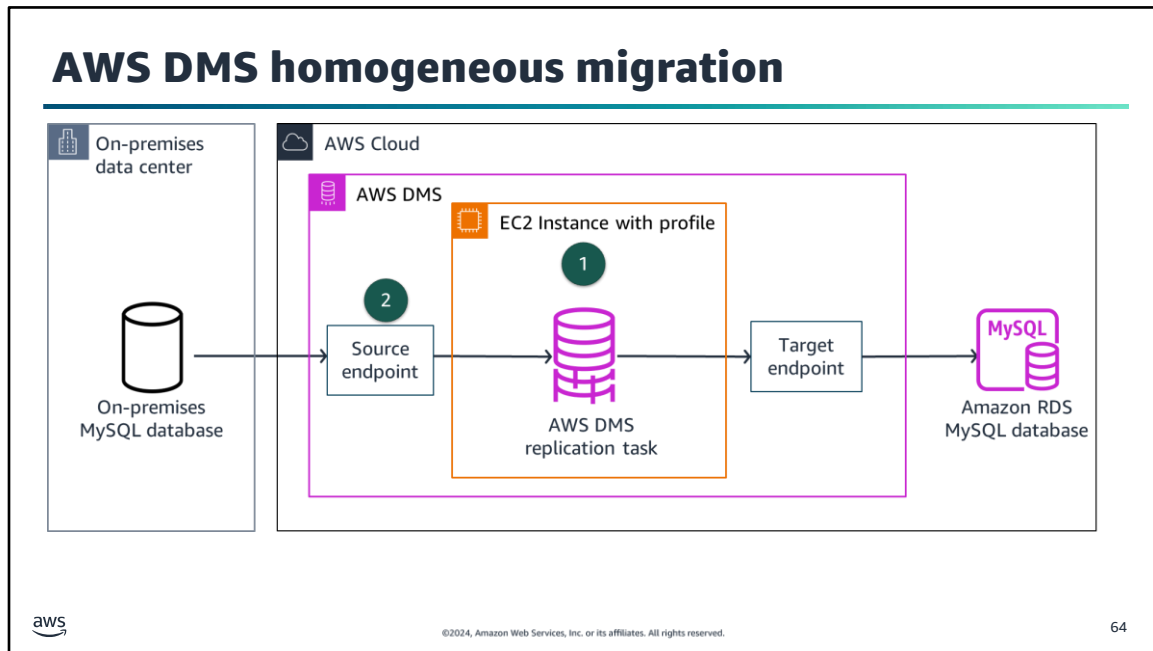 AWS DMS homogeneous migration
On-premises
data center
AWS Cloud
AWS DMS
EC2 Instance with profile
1
2
Source
endpoint
Target
endpoint
MySQL
On-premises
MySQL database
AWS DMS
replication task
Amazon RDS
MySQL database
aws
©2024, Amazon Web Services, Inc. or its affiliates. All rights reserved.
64